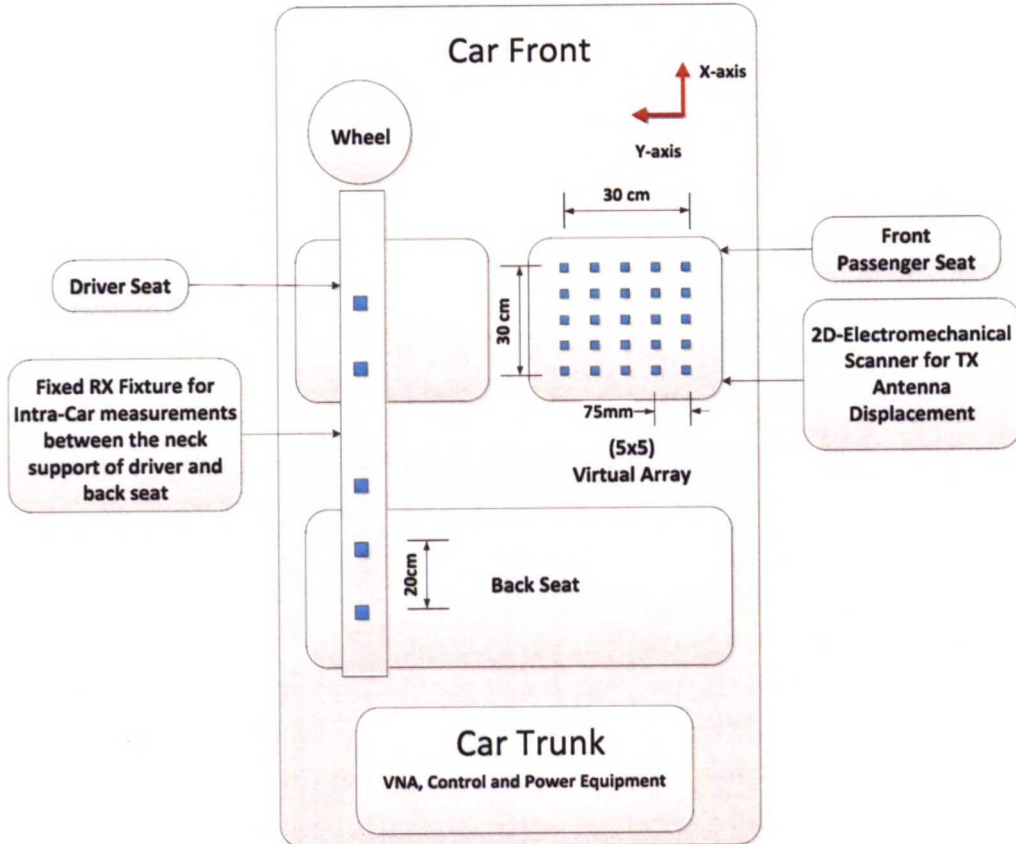 Car Front
X-axis
Y-axis
Wheel
30 cm
Front
Passenger Seat
Driver Seat
30 cm
2D-Electromechanical
Scanner for TX
Antenna
Displacement
Fixed RX Fixture for
Intra-Car measurements
between the neck
support of driver and
back seat
75mm
(5x5)
Virtual Array
20cm
Back Seat
Car Trunk
VNA, Control and Power Equipment